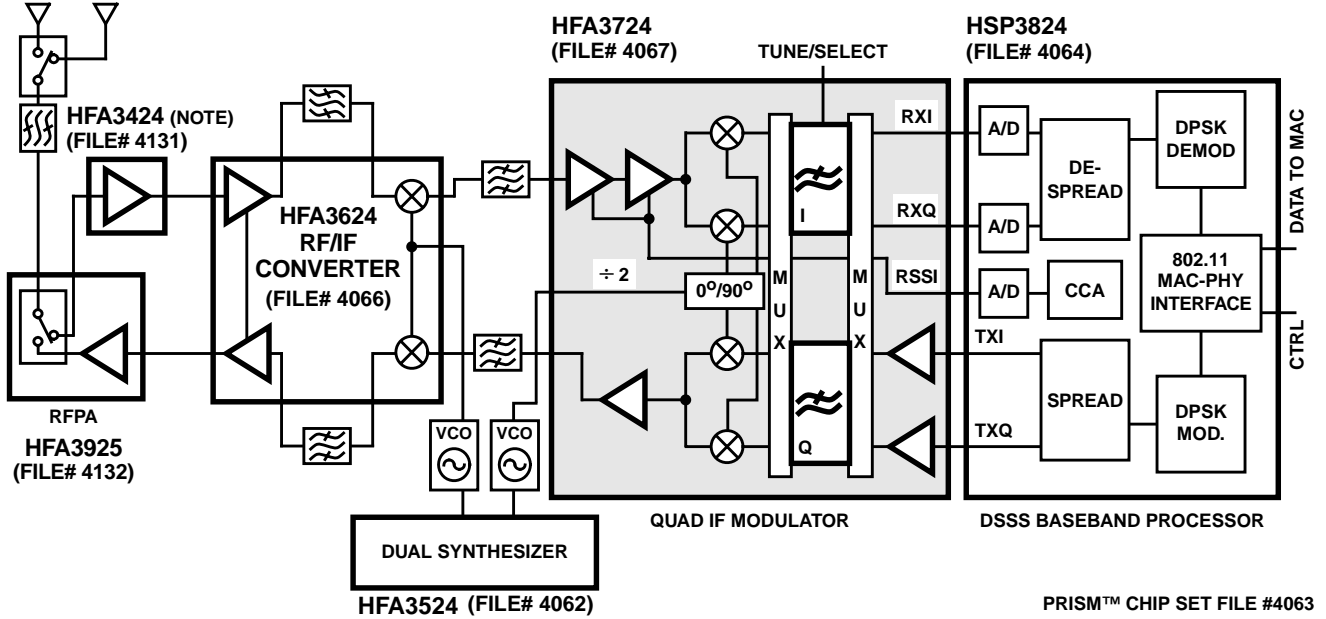 HFA3424 (NOTE)
(FILE# 4131)
HFA3624
RF/IF
CONVERTER
(FILE# 4066)
RFPA
HFA3925
(FILE# 4132)
VCO
VCO
DUAL SYNTHESIZER
HFA3524 (FILE# 4062)
HFA3724
(FILE# 4067)
TUNE/SELECT
÷ 2
0O/90O
M
U
X
I
Q
M
U
X
RXI
RXQ
RSSI
TXI
TXQ
QUAD IF MODULATOR
HSP3824
(FILE# 4064)
A/D
A/D
A/D
DE-
SPREAD
CCA
SPREAD
DPSK
DEMOD
802.11
MAC-PHY
INTERFACE
DPSK
MOD.
DATA TO MAC
CTRL
DSSS BASEBAND PROCESSOR
PRISM™ CHIP SET FILE #4063